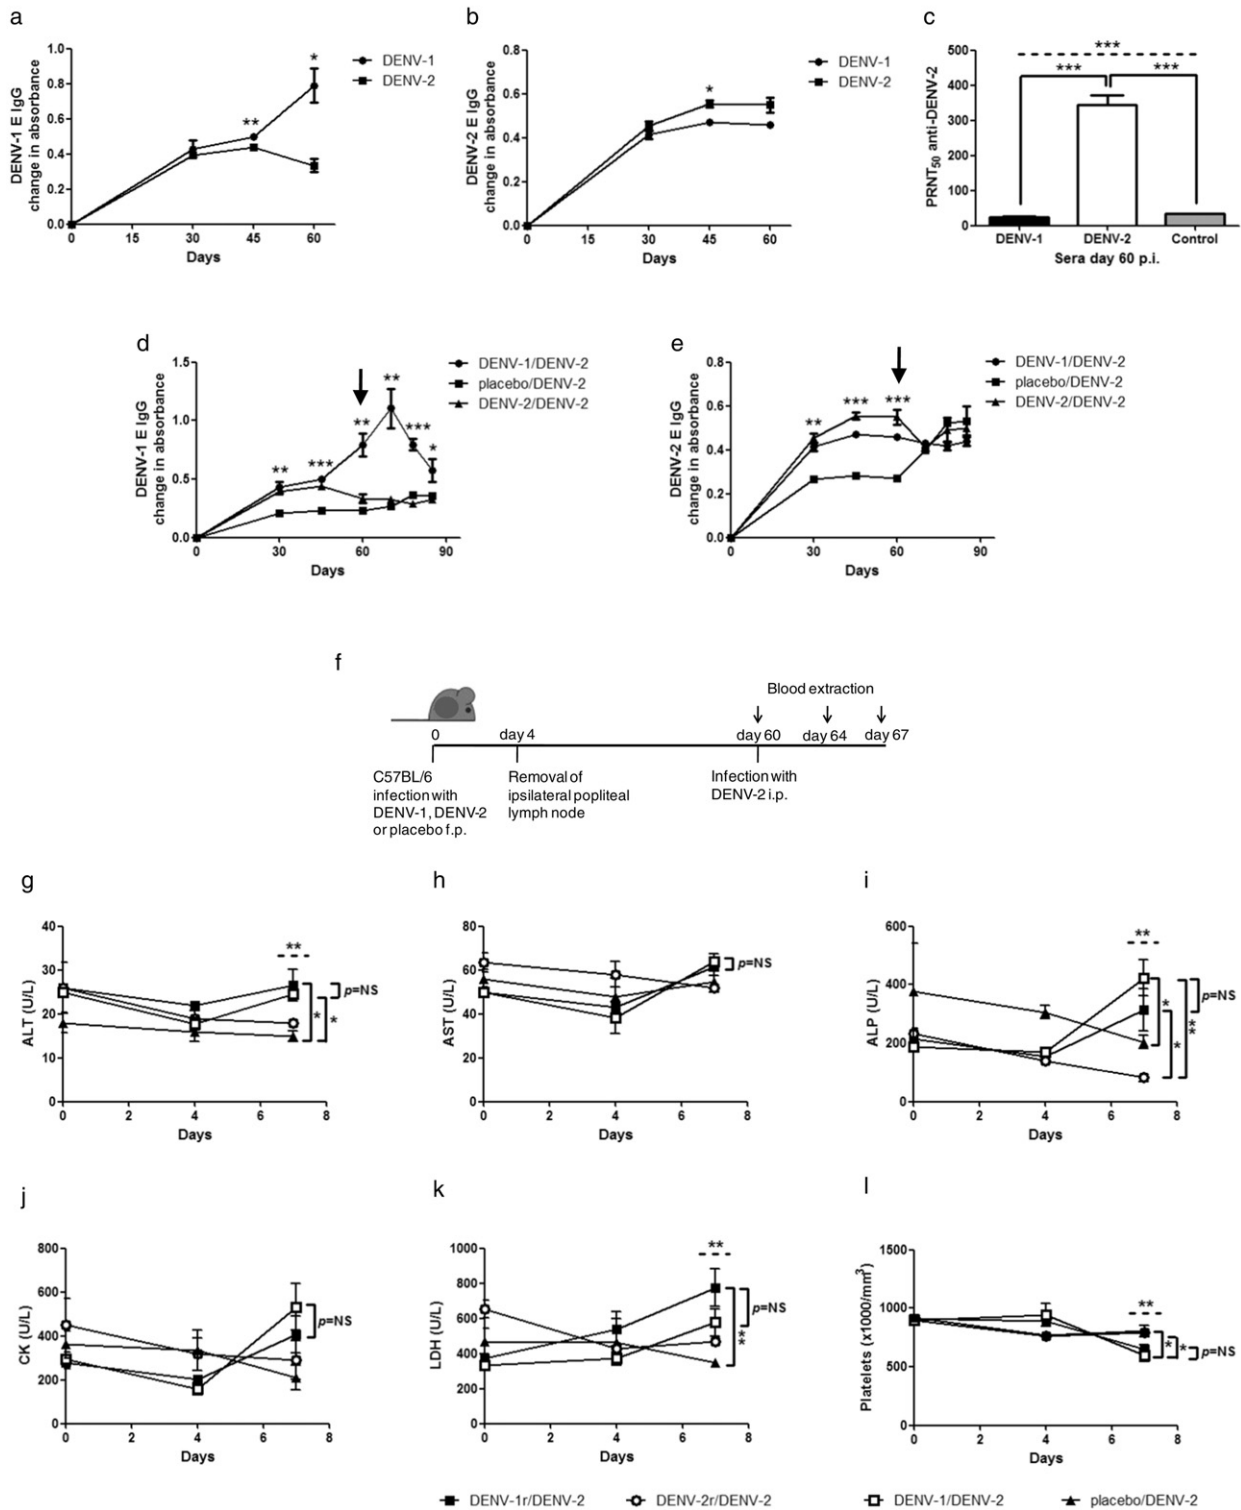 a
DENV-1 E IgG
change in absorbance
1.0
0.8
0.6
0.4
0.2
0.0
0 15 30 45 60
Days
**
*
DENV-1
DENV-2
b
DENV-2 E IgG
change in absorbance
0.8
0.6
0.4
0.2
0.0
0 15 30 45 60
Days
*
DENV-1
DENV-2
c
PRNT50 anti-DENV-2
500
400
300
200
100
0
***
*** ***
DENV-1 DENV-2 Control
Sera day 60 p.i.
d
DENV-1 E IgG
change in absorbance
1.5
1.0
0.5
0.0
0 30 60 90
Days
** *** ** ** *** *
DENV-1/DENV-2
placebo/DENV-2
DENV-2/DENV-2
e
DENV-2 E IgG
change in absorbance
0.8
0.6
0.4
0.2
0.0
0 30 60 90
Days
** *** ***
DENV-1/DENV-2
placebo/DENV-2
DENV-2/DENV-2
f
Blood extraction
0 day 4 day 60 day 64 day 67
C57BL/6
infection with
DENV-1, DENV-2
or placebo f.p.
Removal of
ipsilateral popliteal
lymph node
Infection with
DENV-2 i.p.
g
ALT (U/L)
40
30
20
10
0
0 2 4 6 8
Days
**
p=NS
* *
h
AST (U/L)
80
60
40
20
0
0 2 4 6 8
Days
p=NS
i
ALP (U/L)
600
400
200
0
0 2 4 6 8
Days
**
p=NS
* * **
j
CK (U/L)
800
600
400
200
0
0 2 4 6 8
Days
p=NS
k
LDH (U/L)
1000
800
600
400
200
0
0 2 4 6 8
Days
**
p=NS
**
l
Platelets (x1000/mm3)
1500
1000
500
0
0 2 4 6 8
Days
**
* * p=NS
DENV-1r/DENV-2 DENV-2r/DENV-2 DENV-1/DENV-2 placebo/DENV-2